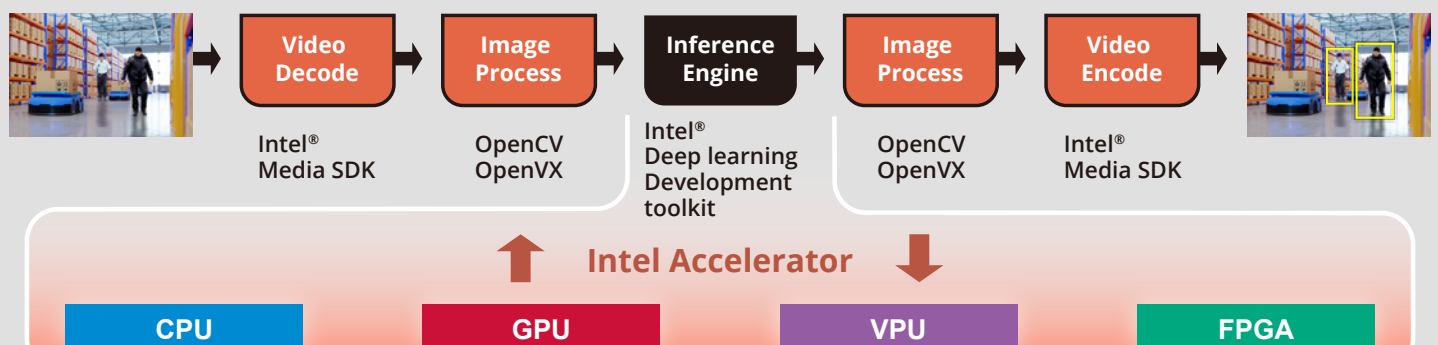 Video
Decode
Image
Process
Inference
Engine
Image
Process
Video
Encode
Intel®
Media SDK
OpenCV
OpenVX
Intel®
Deep learning
Development
toolkit
OpenCV
OpenVX
Intel®
Media SDK
Intel Accelerator
CPU
GPU
VPU
FPGA